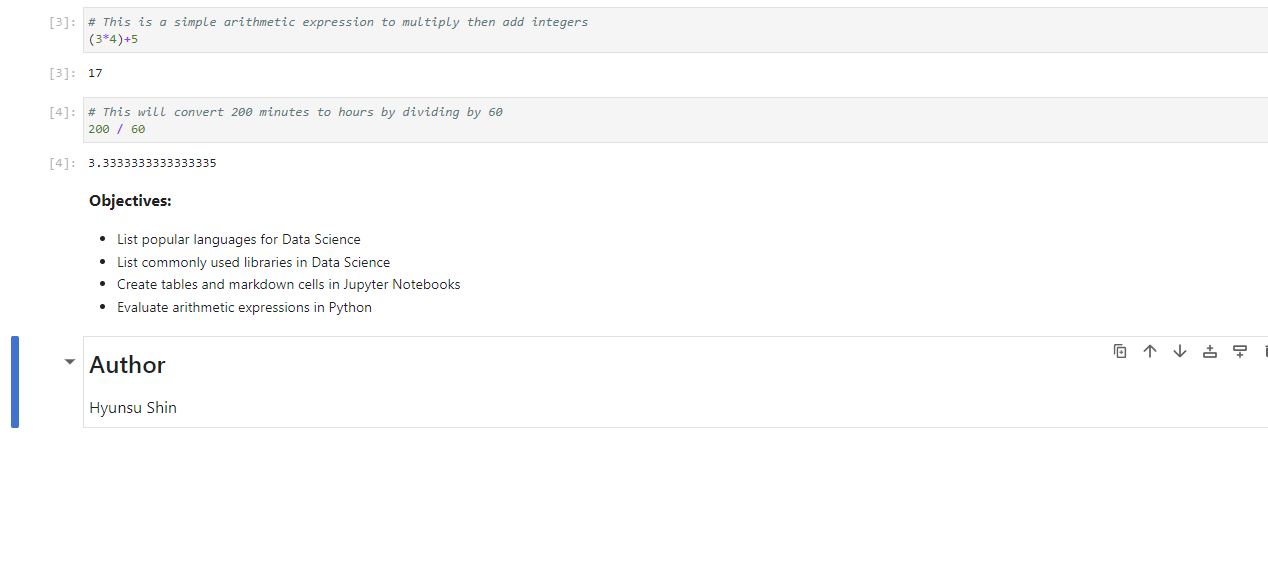 [3]: # This is a simple arithmetic expression to multiply then add integers
(3*4)+5
[3]: 17
[4]: # This will convert 200 minutes to hours by dividing by 60
200 / 60
[4]: 3.3333333333333335
Objectives:
• List popular languages for Data Science
• List commonly used libraries in Data Science
• Create tables and markdown cells in Jupyter Notebooks
• Evaluate arithmetic expressions in Python
Author
Hyunsu Shin